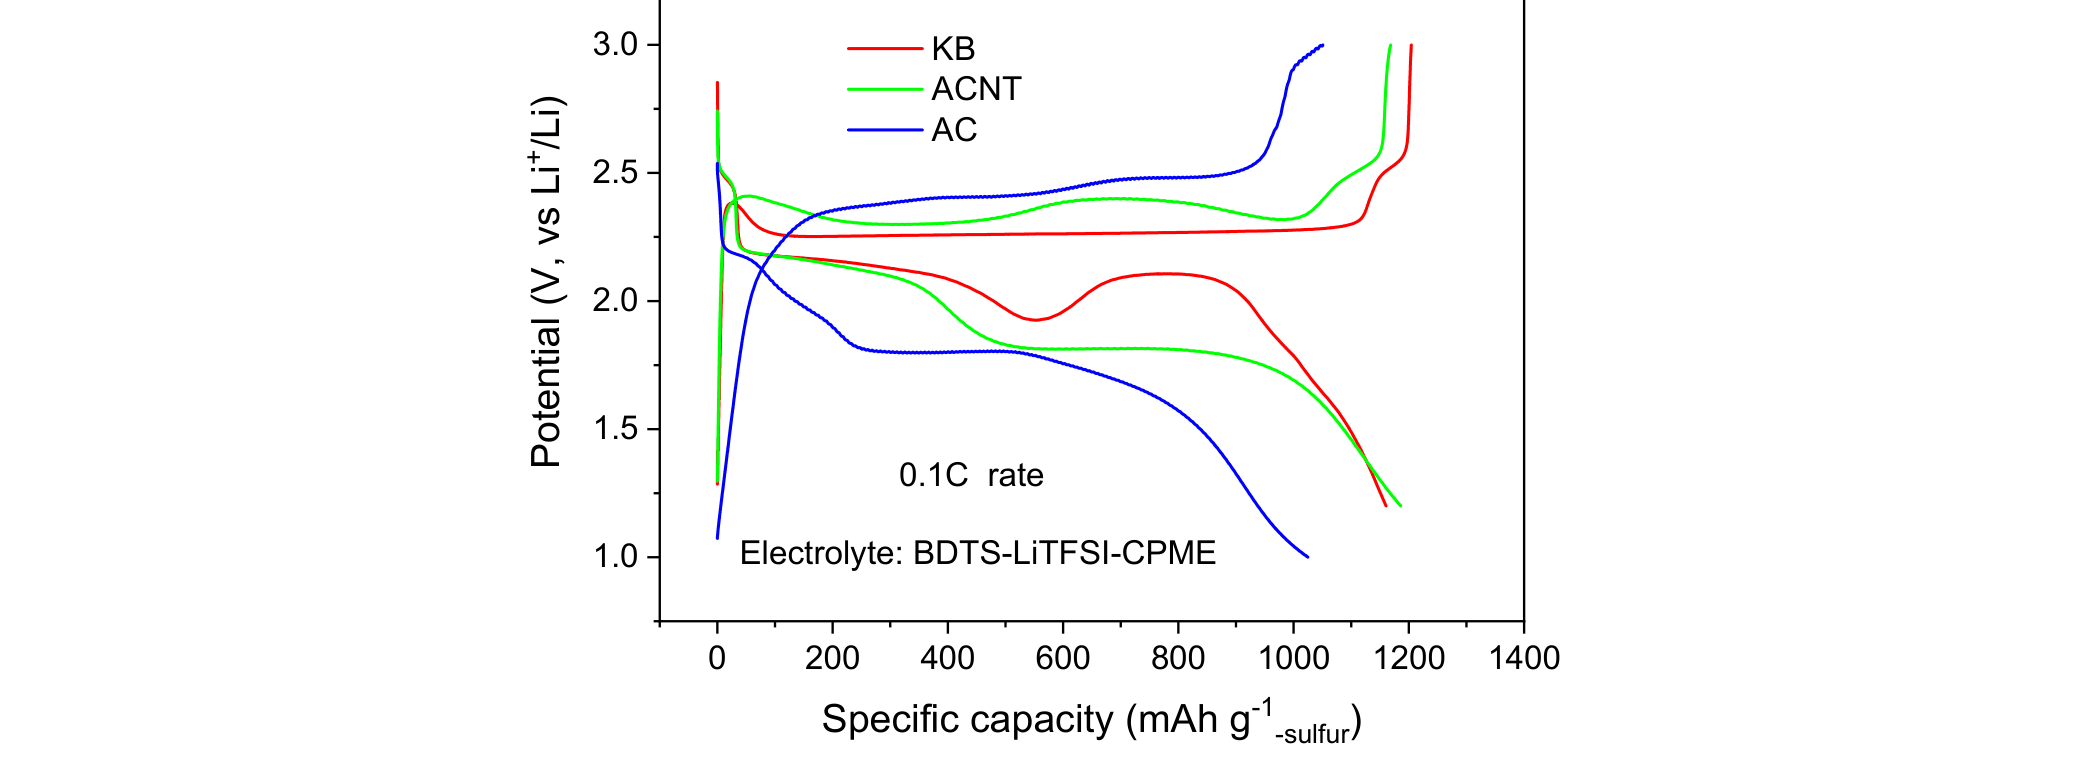 3.0
2.5
2.0
1.5
1.0
Potential (V, vs Li⁺/Li)
KB
ACNT
AC
0.1C rate
Electrolyte: BDTS-LiTFSI-CPME
0 200 400 600 800 1000 1200 1400
Specific capacity (mAh g⁻¹-sulfur)